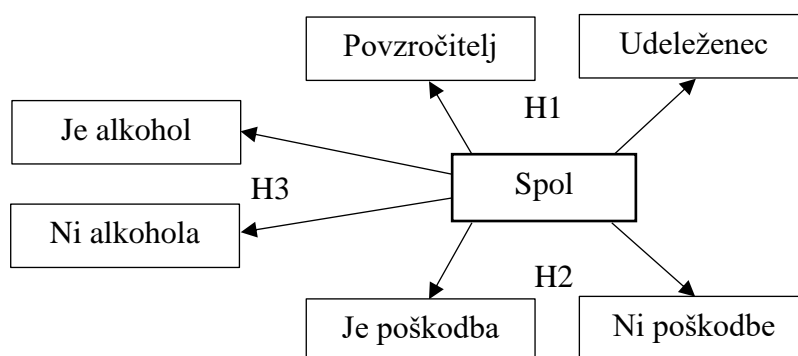 Povzročitelj
Udeleženec
H1
Je alkohol
Spol
H3
Ni alkohola
H2
Je poškodba
Ni poškodbe